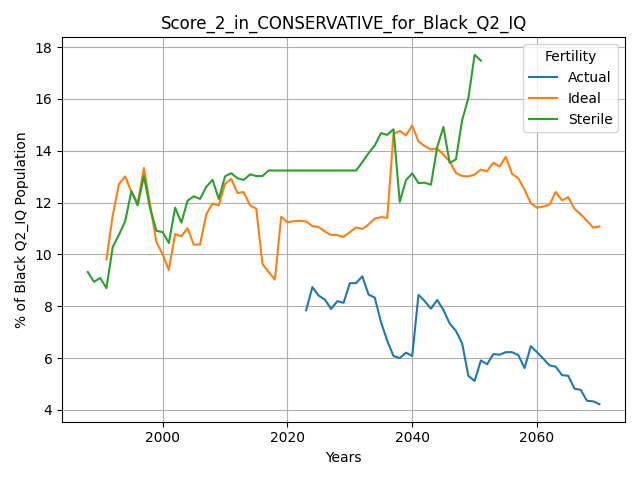 Score_2_in_CONSERVATIVE_for_Black_Q2_IQ
% of Black Q2_IQ Population
18
16
14
12
10
8
6
4
Fertility
Actual
Ideal
Sterile
2000
2020
2040
2060
Years